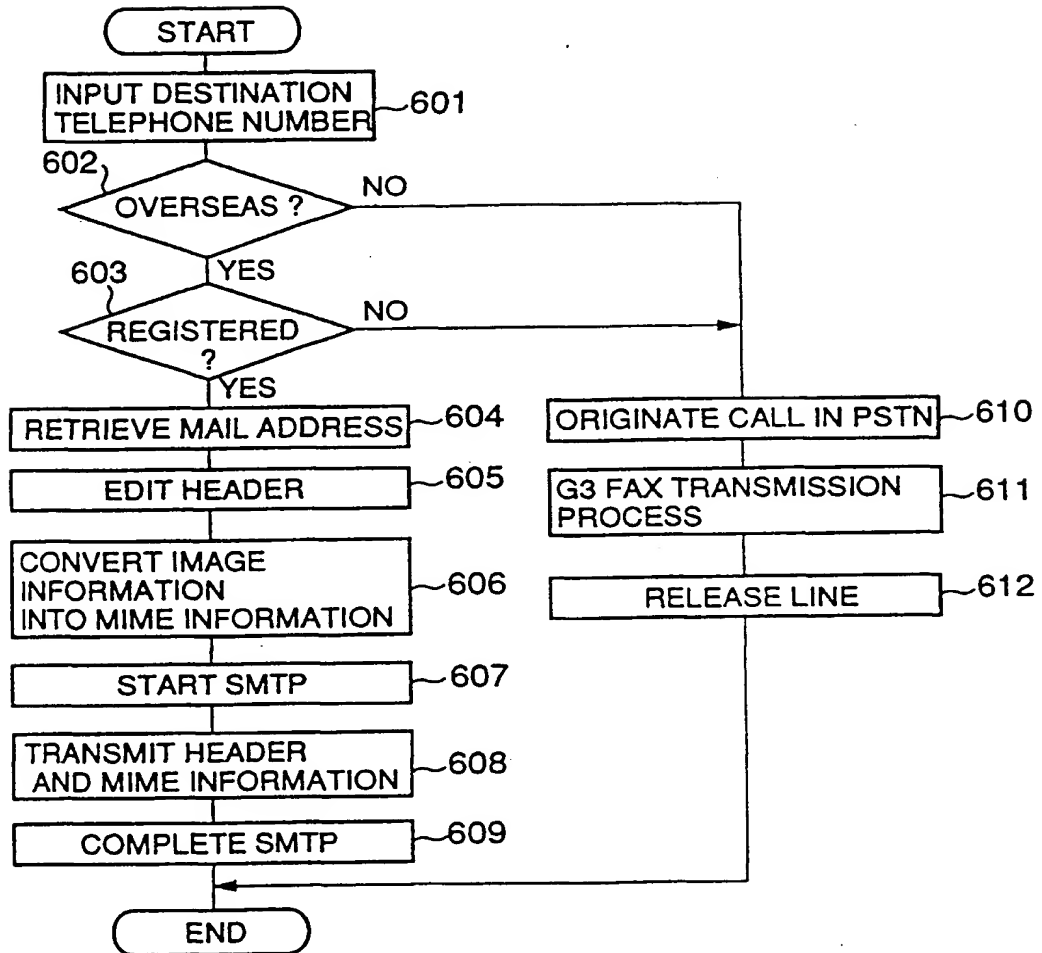 START
INPUT DESTINATION
TELEPHONE NUMBER
601
602
OVERSEAS ?
NO
YES
603
REGISTERED
?
NO
YES
RETRIEVE MAIL ADDRESS
604
EDIT HEADER
605
CONVERT IMAGE
INFORMATION
INTO MIME INFORMATION
606
START SMTP
607
TRANSMIT HEADER
AND MIME INFORMATION
608
COMPLETE SMTP
609
ORIGINATE CALL IN PSTN
610
G3 FAX TRANSMISSION
PROCESS
611
RELEASE LINE
612
END